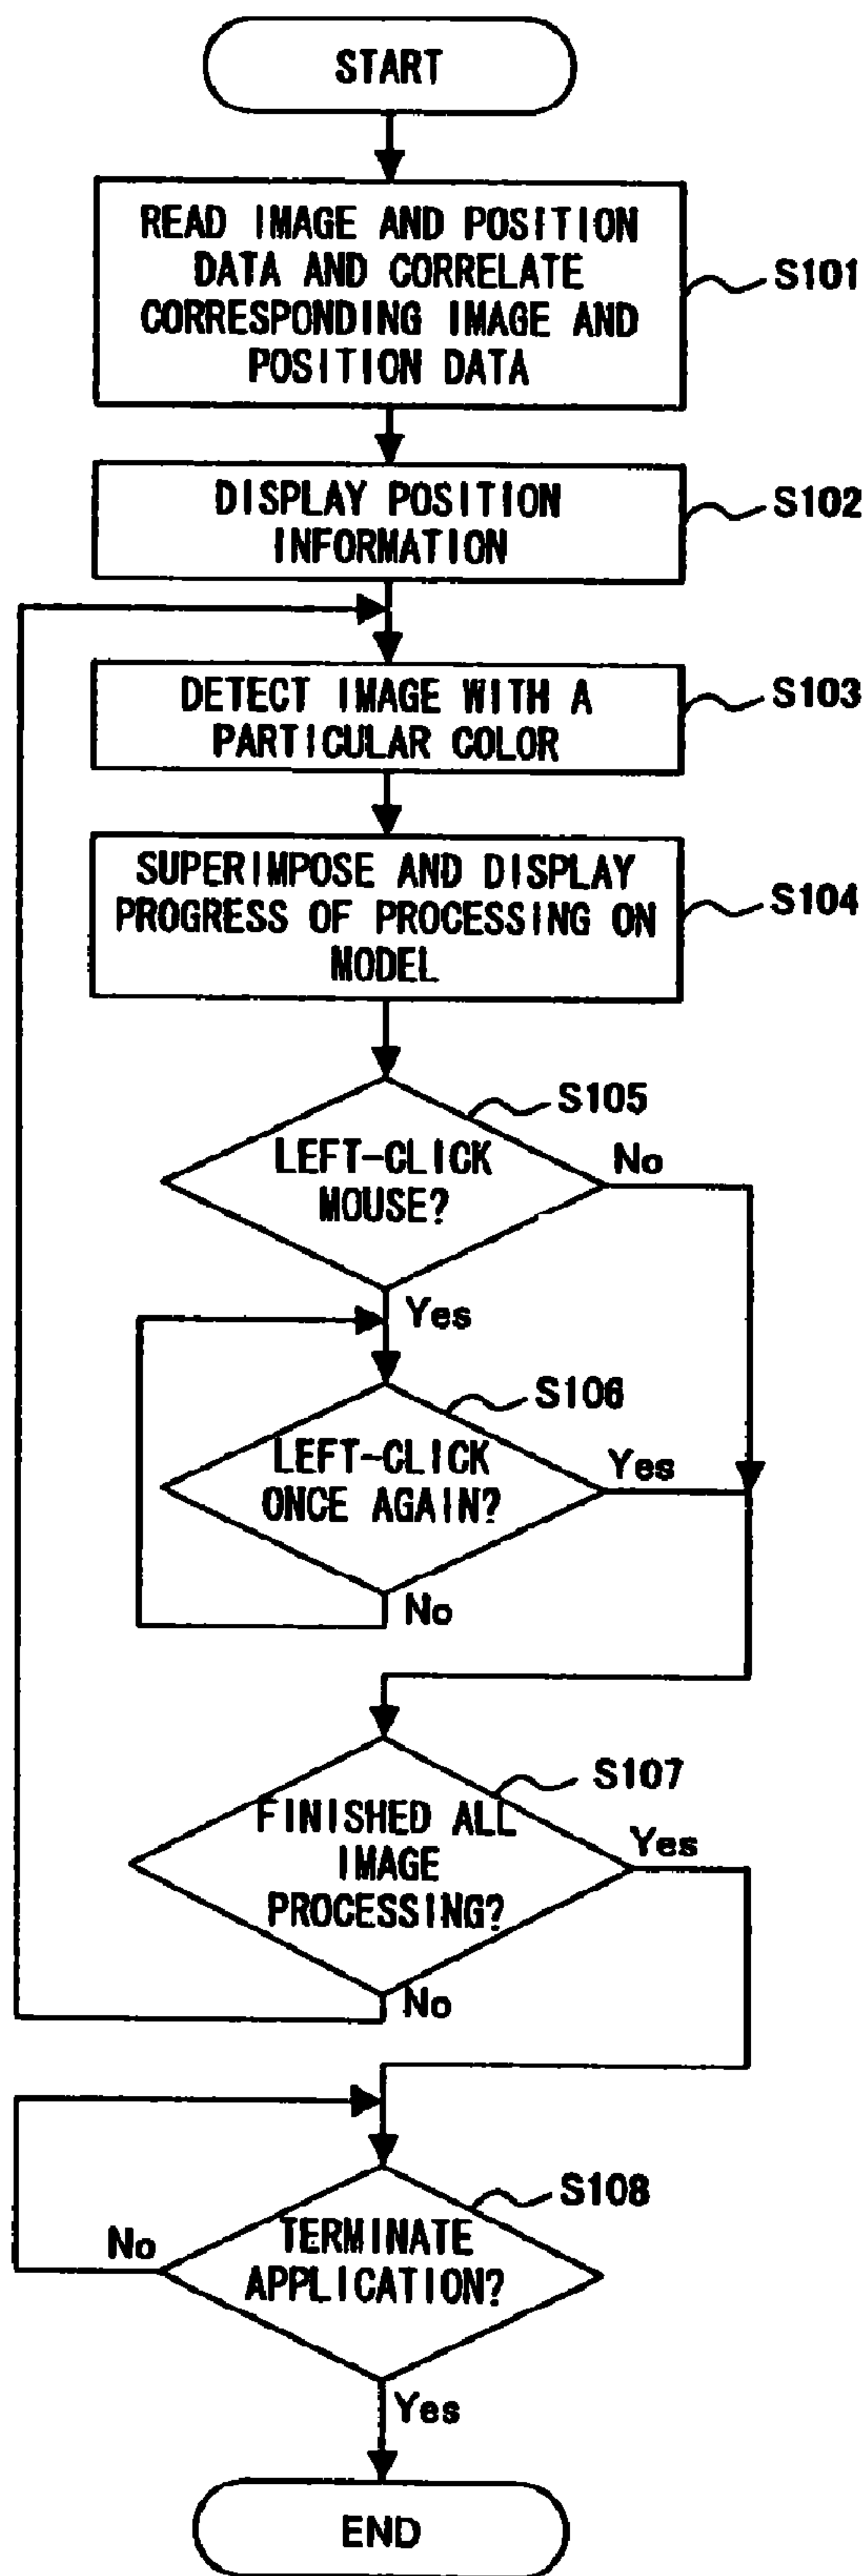 START
READ IMAGE AND POSITION
DATA AND CORRELATE
CORRESPONDING IMAGE AND
POSITION DATA
S101
DISPLAY POSITION
INFORMATION
S102
DETECT IMAGE WITH A
PARTICULAR COLOR
S103
SUPERIMPOSE AND DISPLAY
PROGRESS OF PROCESSING ON
MODEL
S104
S105
LEFT-CLICK
MOUSE?
No
Yes
S106
LEFT-CLICK
ONCE AGAIN?
Yes
No
S107
FINISHED ALL
IMAGE
PROCESSING?
Yes
No
S108
TERMINATE
APPLICATION?
No
Yes
END